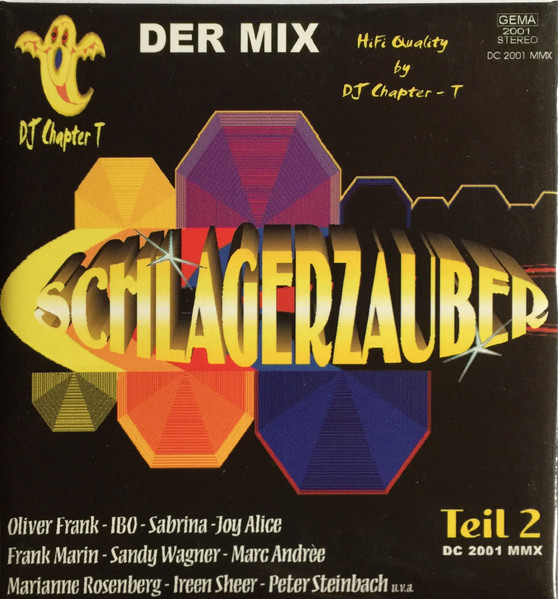 DER MIX
HiFi Quality
by
DJ Chapter - T
GEMA
2001
STEREO
DC 2001 MMX
DJ Chapter T
SCHLAGERZAUBER
Teil 2
DC 2001 MMX
Oliver Frank - IBO - Sabrina -Joy Alice
Frank Marin - Sandy Wagner - Marc Andrèe
Marianne Rosenberg - Ireen Sheer - Peter Steinbach u.v.a.